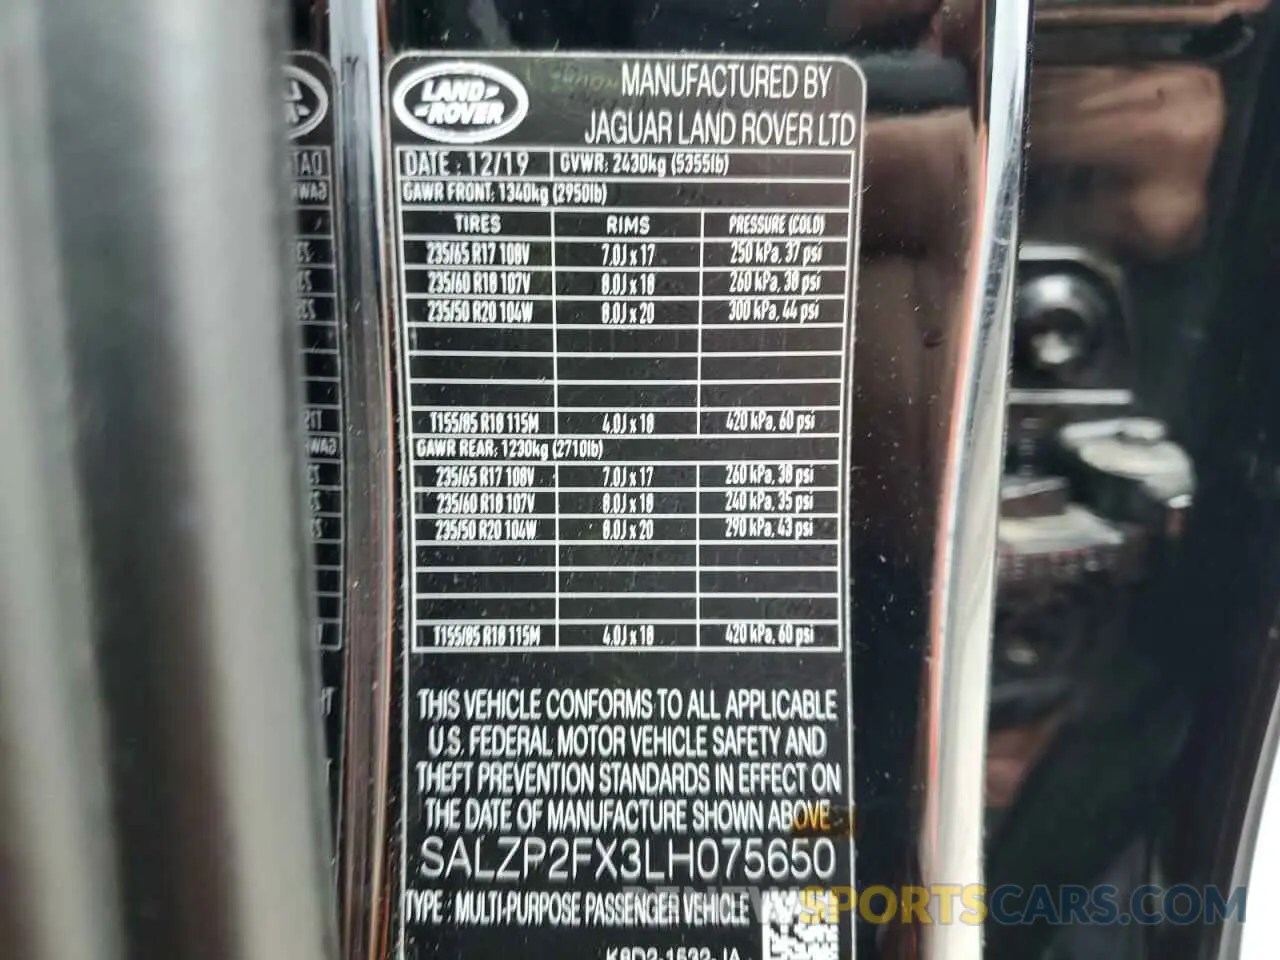 LAND ROVER
MANUFACTURED BY
JAGUAR LAND ROVER LTD
DATE : 12/19 GVWR: 2430kg (5355lb)
GAWR FRONT: 1340kg (2950lb)
TIRES RIMS PRESSURE (COLD)
235/65 R17 108V 7.0J x 17 250 kPa, 37 psi
235/60 R18 107V 8.0J x 18 260 kPa, 38 psi
235/50 R20 104W 8.0J x 20 300 kPa, 44 psi
T155/85 R18 115M 4.0J x 18 420 kPa, 60 psi
GAWR REAR: 1230kg (2710lb)
235/65 R17 108V 7.0J x 17 260 kPa, 38 psi
235/60 R18 107V 8.0J x 18 240 kPa, 35 psi
235/50 R20 104W 8.0J x 20 290 kPa, 43 psi
T155/85 R18 115M 4.0J x 18 420 kPa, 60 psi
THIS VEHICLE CONFORMS TO ALL APPLICABLE
U.S. FEDERAL MOTOR VEHICLE SAFETY AND
THEFT PREVENTION STANDARDS IN EFFECT ON
THE DATE OF MANUFACTURE SHOWN ABOVE
SALZP2FX3LH075650
TYPE : MULTI-PURPOSE PASSENGER VEHICLE
RENEWSPORTSCARS.COM
K8D2-1532-JA